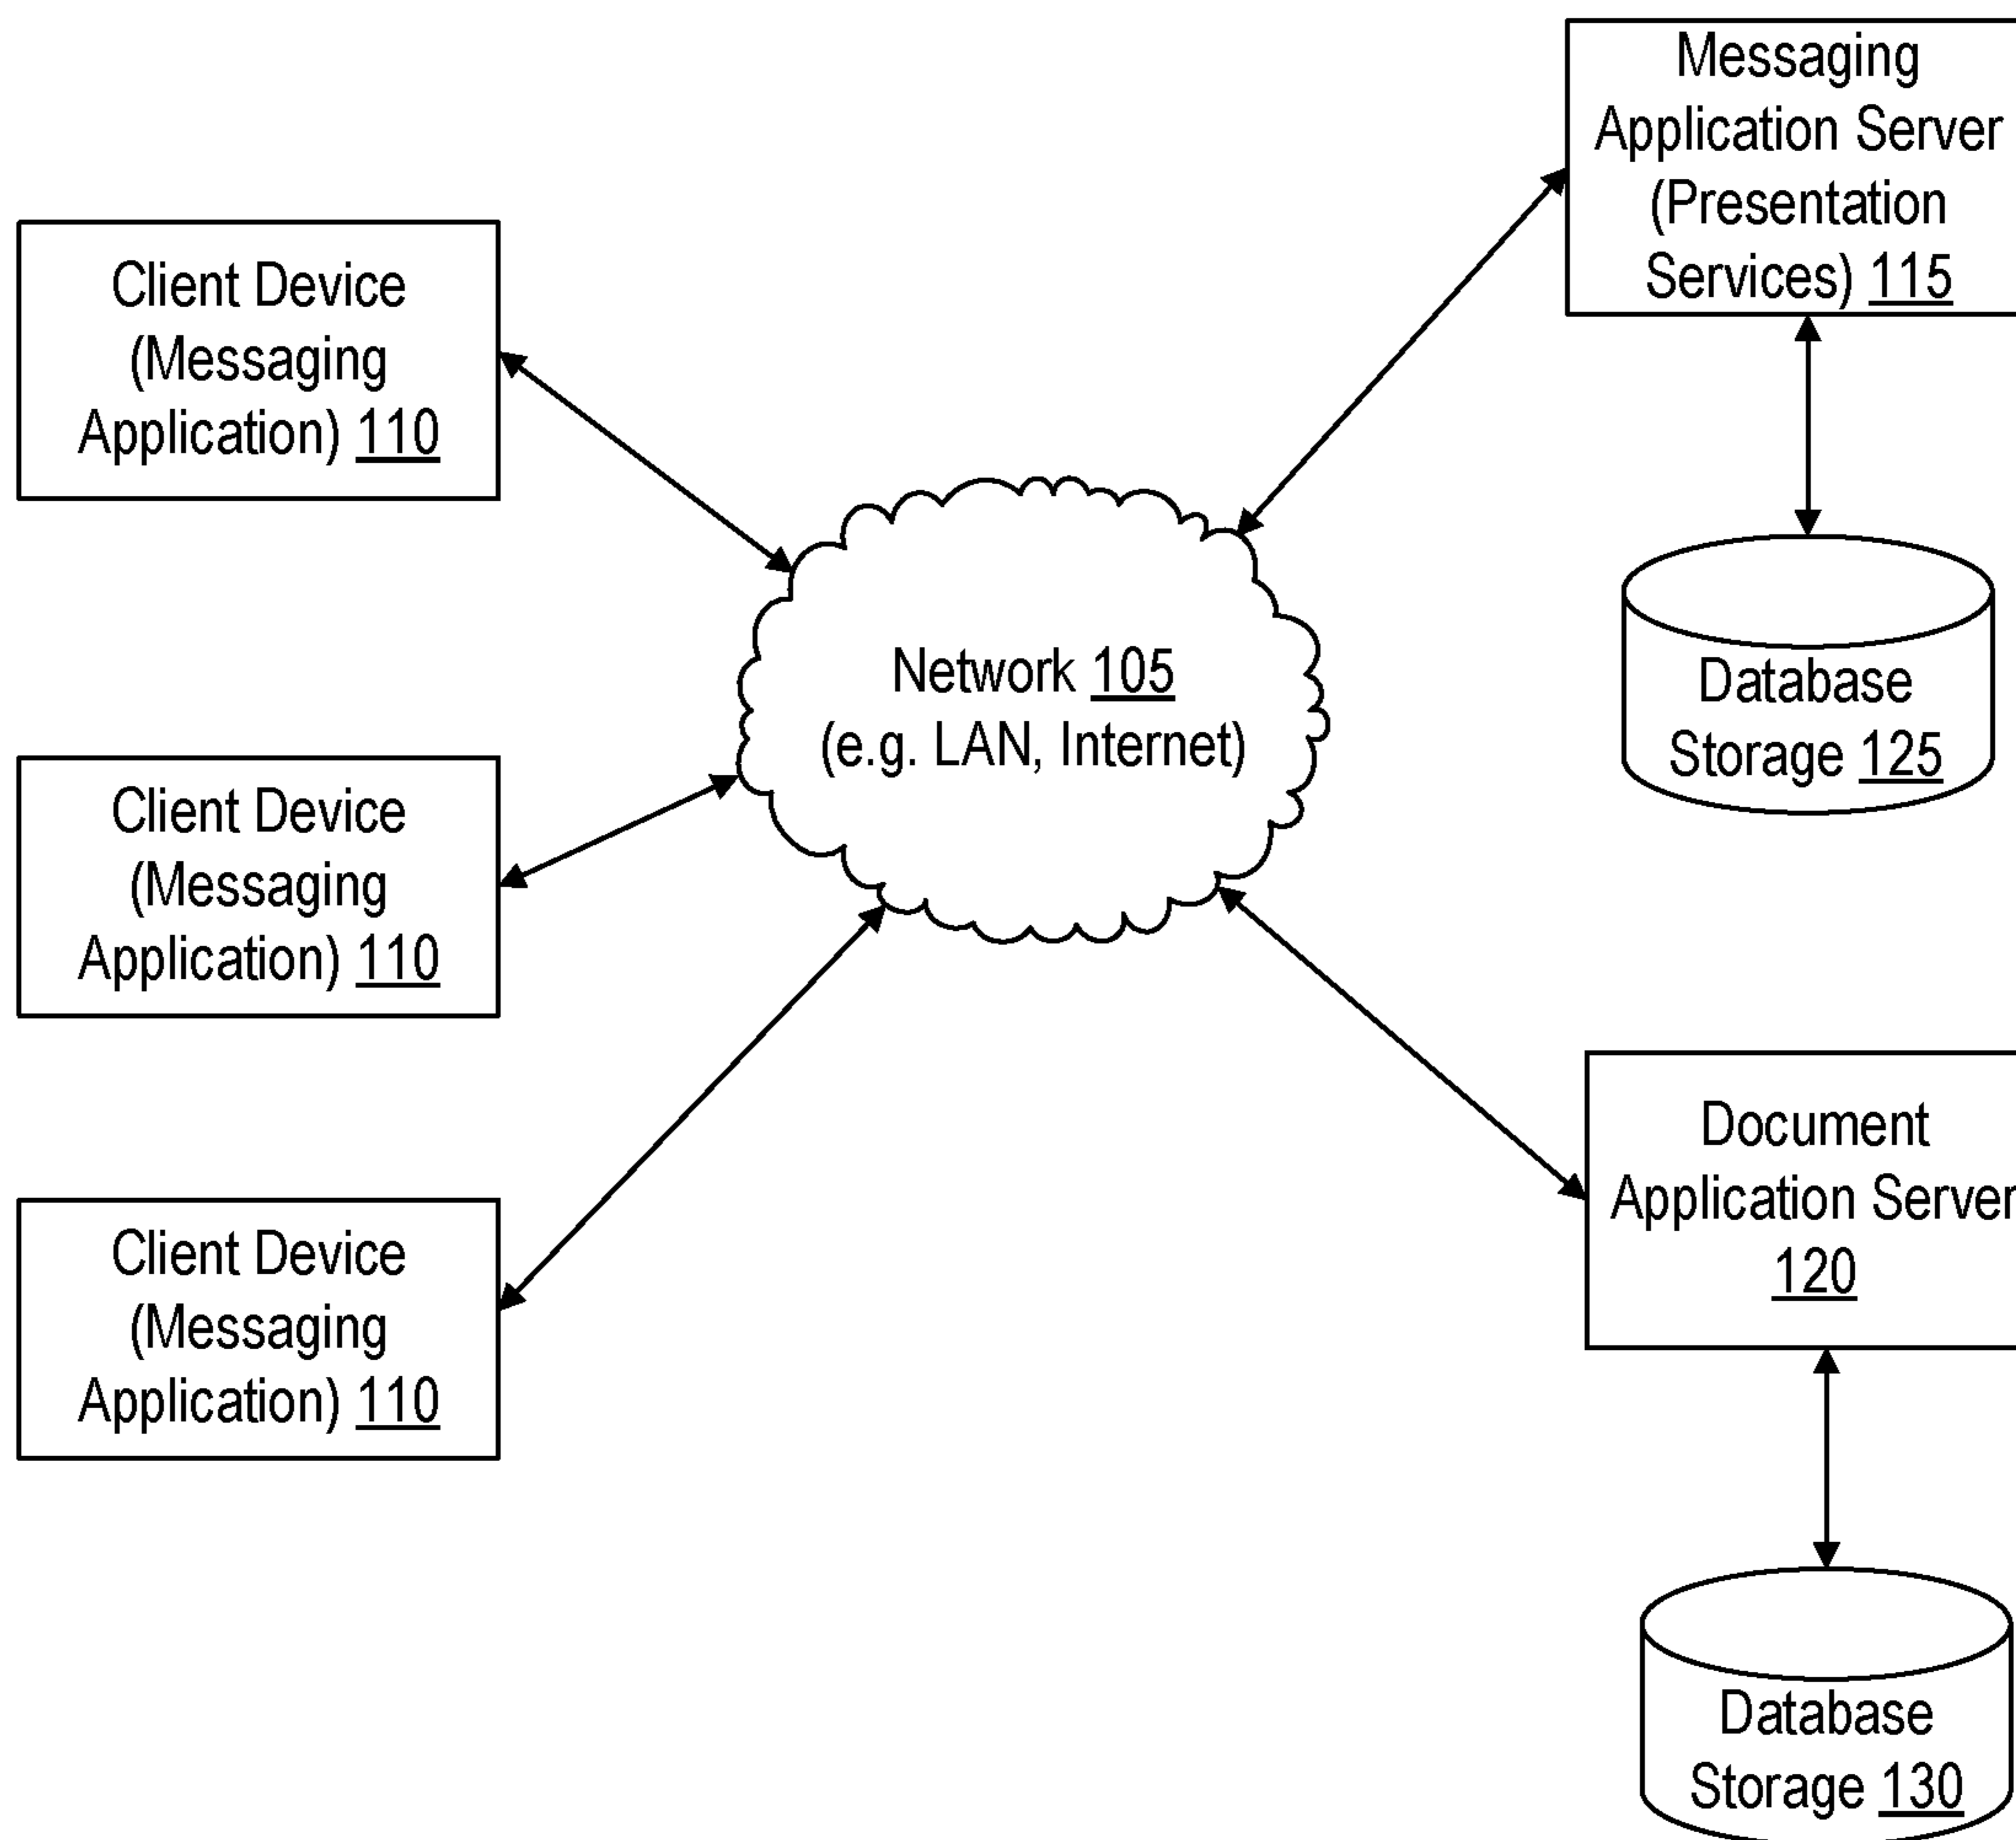 Messaging
Application Server
(Presentation
Services) 115
Client Device
(Messaging
Application) 110
Network 105
(e.g. LAN, Internet)
Database
Storage 125
Client Device
(Messaging
Application) 110
Document
Application Server
120
Client Device
(Messaging
Application) 110
Database
Storage 130